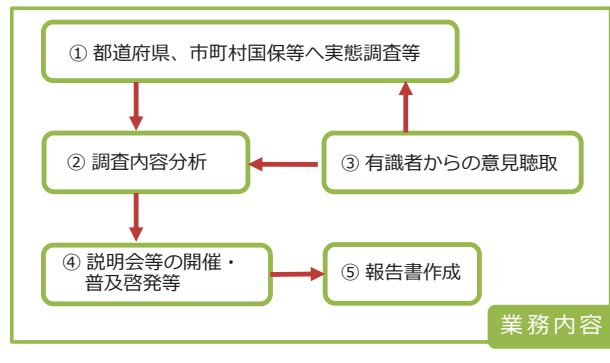 ① 都道府県、市町村国保等へ実態調査等
② 調査内容分析
③ 有識者からの意見聴取
④ 説明会等の開催・
普及啓発等
⑤ 報告書作成
業務内容